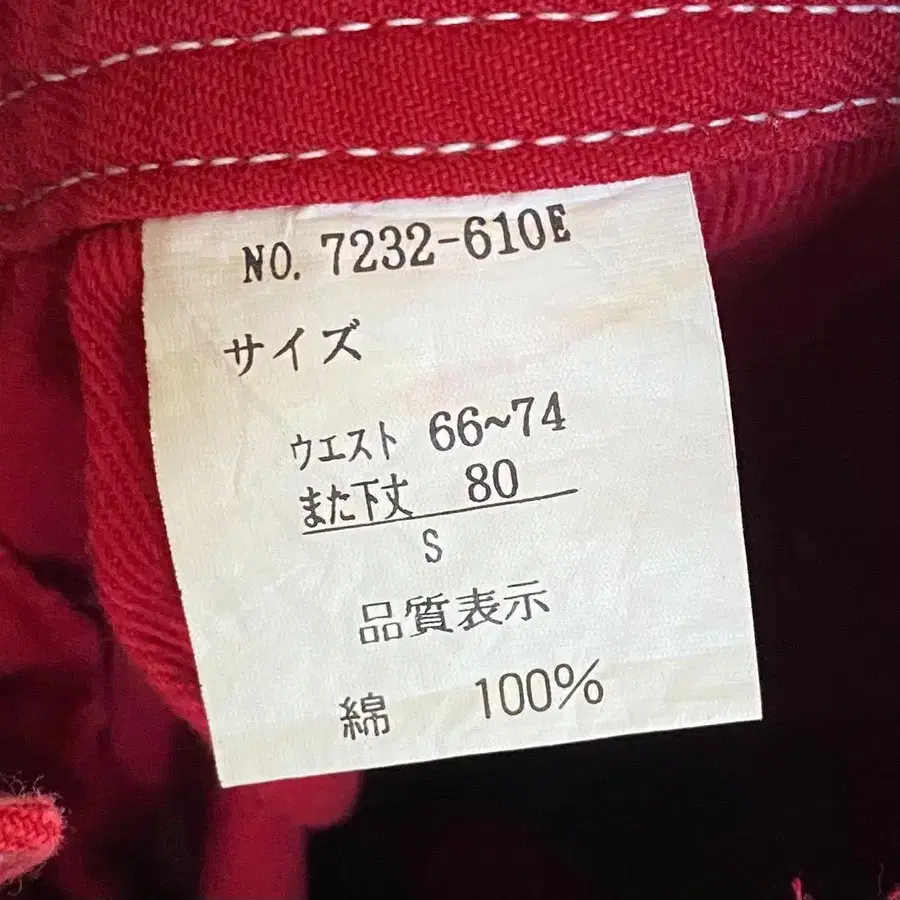 NO. 7232-610E
サイズ
ウエスト 66~74
また下丈 80
S
品質表示
綿 100%